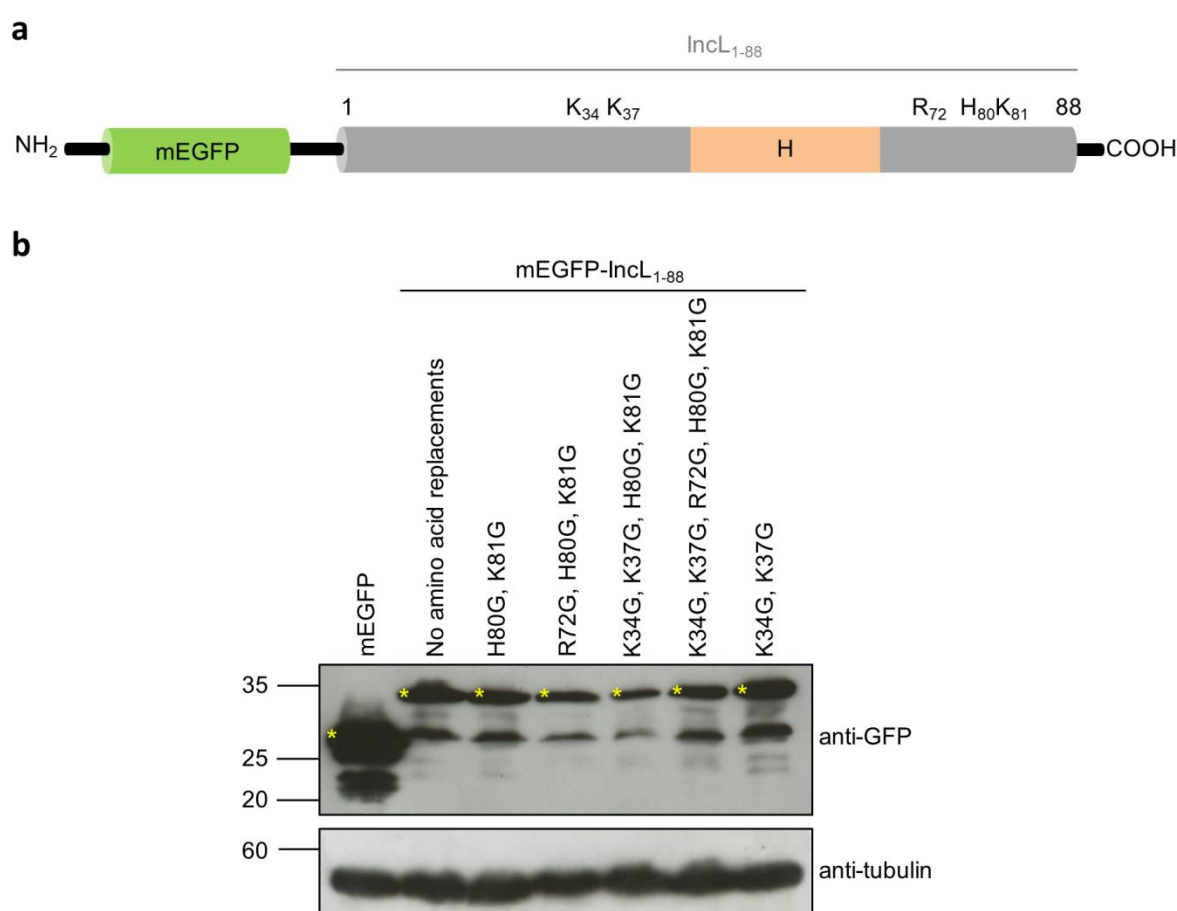 a
IncL1-88
1 K34 K37 R72 H80K81 88
NH2 mEGFP H COOH
b
mEGFP-IncL1-88
mEGFP
No amino acid replacements
H80G, K81G
R72G, H80G, K81G
K34G, K37G, H80G, K81G
K34G, K37G, R72G, H80G, K81G
K34G, K37G
35
* * * * * * *
25
20
anti-GFP
60
anti-tubulin